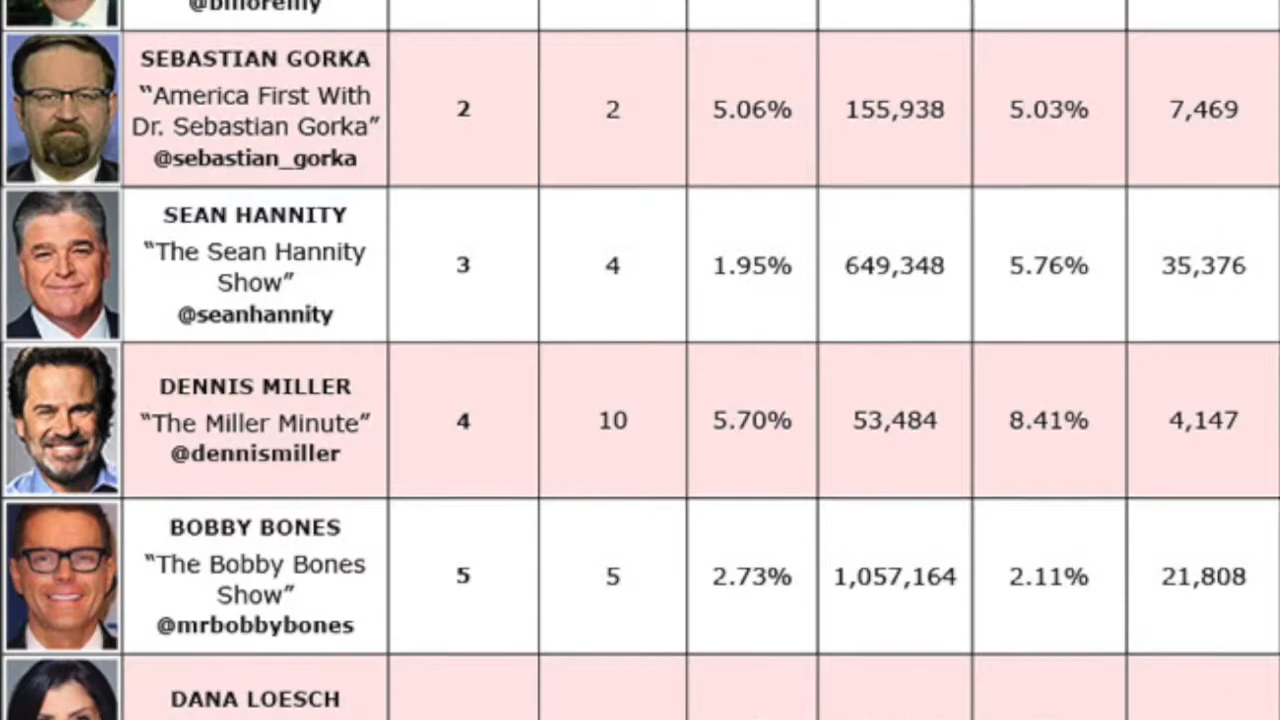 @billoreilly
SEBASTIAN GORKA
"America First With
Dr. Sebastian Gorka"
@sebastian_gorka
2
2
5.06%
155,938
5.03%
7,469
SEAN HANNITY
"The Sean Hannity
Show"
@seanhannity
3
4
1.95%
649,348
5.76%
35,376
DENNIS MILLER
"The Miller Minute"
@dennismiller
4
10
5.70%
53,484
8.41%
4,147
BOBBY BONES
"The Bobby Bones
Show"
@mrbobbybones
5
5
2.73%
1,057,164
2.11%
21,808
DANA LOESCH